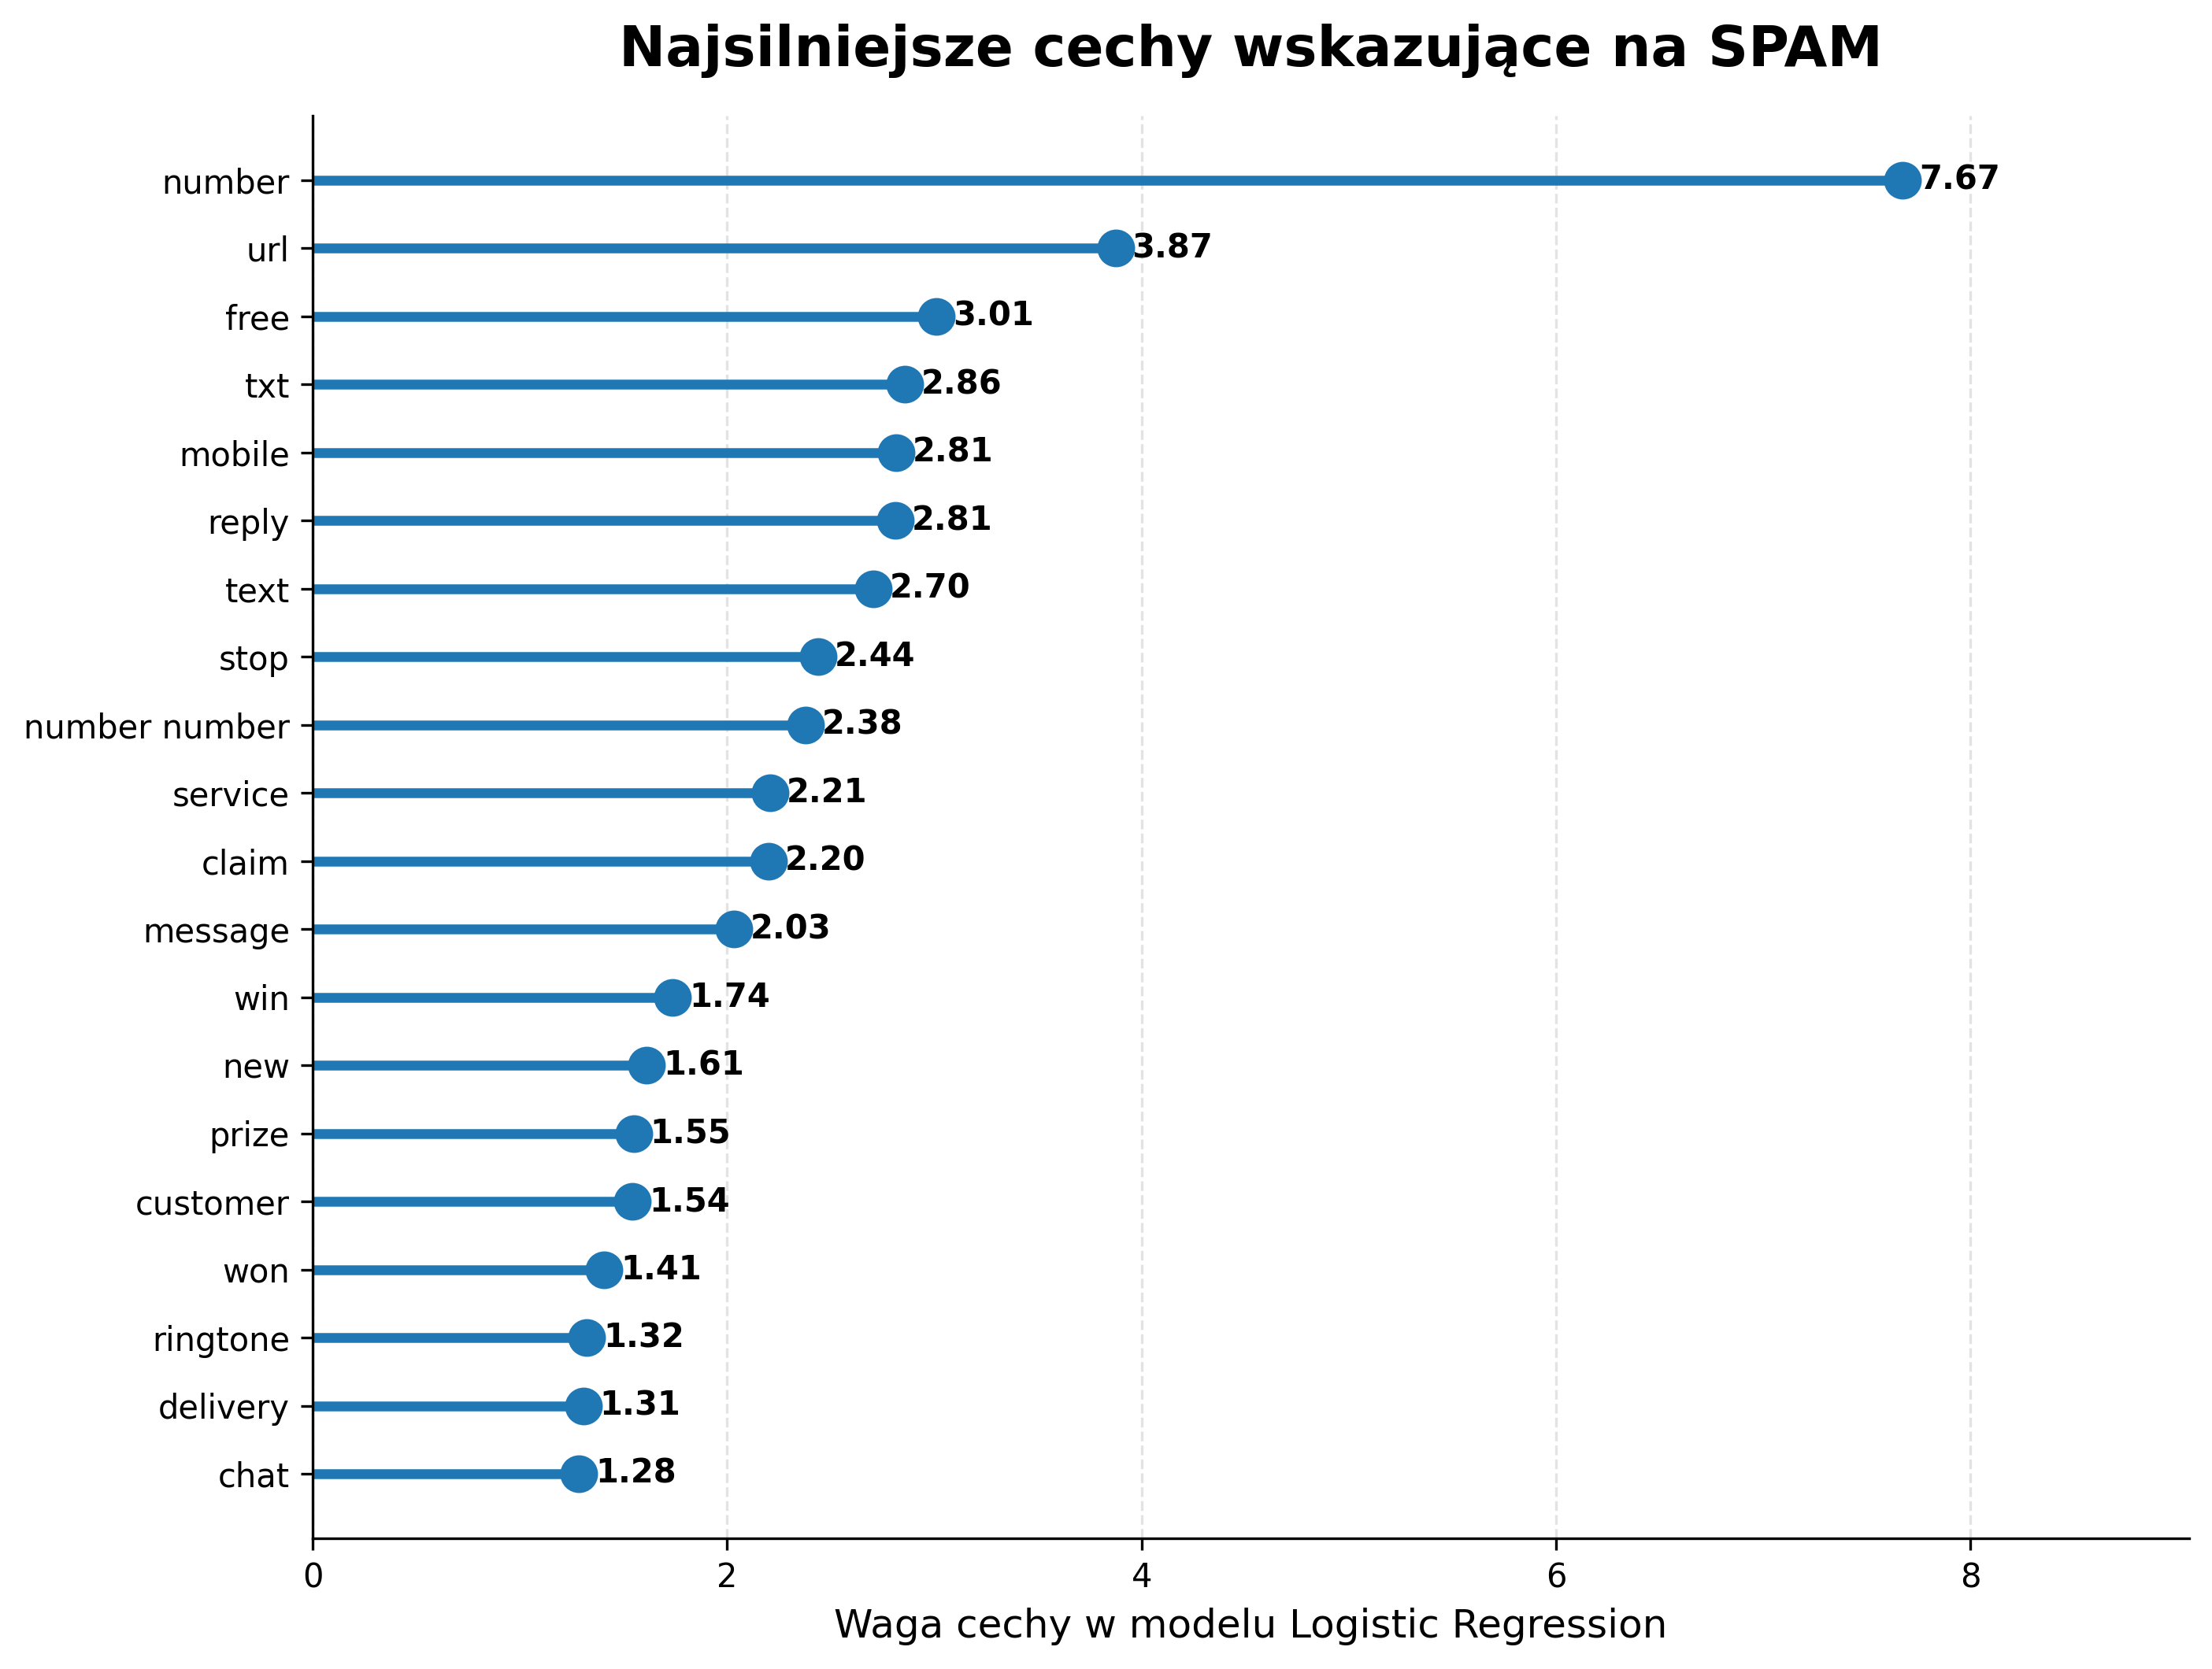 Najsilniejsze cechy wskazujące na SPAM
number 7.67
url 3.87
free 3.01
txt 2.86
mobile 2.81
reply 2.81
text 2.70
stop 2.44
number number 2.38
service 2.21
claim 2.20
message 2.03
win 1.74
new 1.61
prize 1.55
customer 1.54
won 1.41
ringtone 1.32
delivery 1.31
chat 1.28
0 2 4 6 8
Waga cechy w modelu Logistic Regression